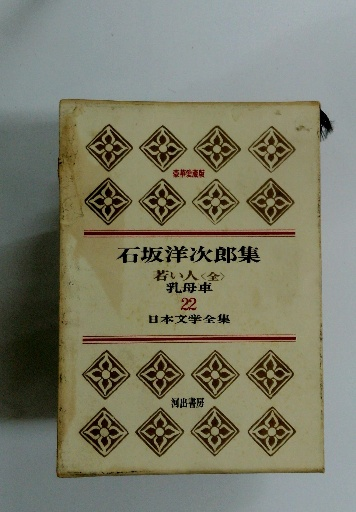 豪華愛蔵版
石坂洋次郎集
若い人〈全〉
乳母車
22
日本文学全集
河出書房